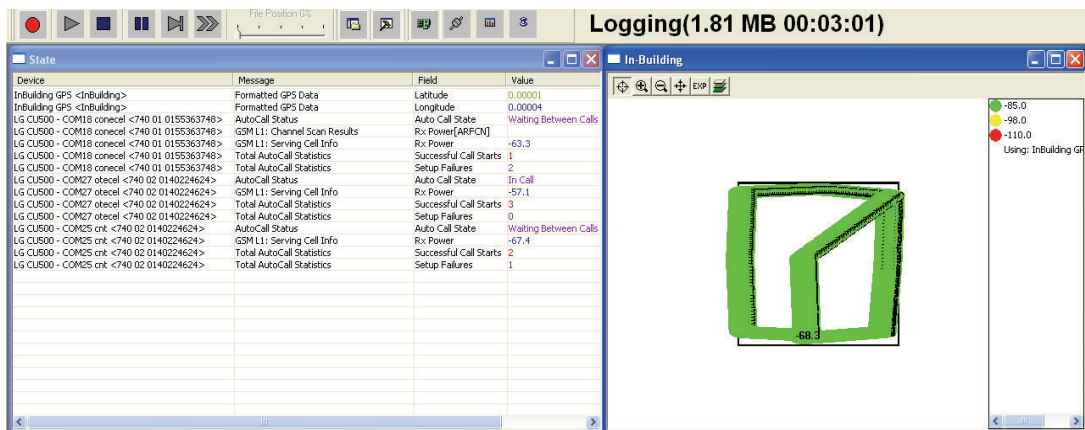 File Position 0%
Logging(1.81 MB 00:03:01)
State
Device Message Field Value
InBuilding GPS <InBuilding> Formatted GPS Data Latitude 0.00001
InBuilding GPS <InBuilding> Formatted GPS Data Longitude 0.00004
LG CU500 - COM18 conecel <740 01 0155363748> AutoCall Status Auto Call State Waiting Between Calls
LG CU500 - COM18 conecel <740 01 0155363748> GSM L1: Channel Scan Results Rx Power[ARFCN]
LG CU500 - COM18 conecel <740 01 0155363748> GSM L1: Serving Cell Info Rx Power -63.3
LG CU500 - COM18 conecel <740 01 0155363748> Total AutoCall Statistics Successful Call Starts 1
LG CU500 - COM18 conecel <740 01 0155363748> Total AutoCall Statistics Setup Failures 2
LG CU500 - COM27 otecel <740 02 0140224624> AutoCall Status Auto Call State In Call
LG CU500 - COM27 otecel <740 02 0140224624> GSM L1: Serving Cell Info Rx Power -57.1
LG CU500 - COM27 otecel <740 02 0140224624> Total AutoCall Statistics Successful Call Starts 3
LG CU500 - COM27 otecel <740 02 0140224624> Total AutoCall Statistics Setup Failures 0
LG CU500 - COM25 cnt <740 02 0140224624> AutoCall Status Auto Call State Waiting Between Calls
LG CU500 - COM25 cnt <740 02 0140224624> GSM L1: Serving Cell Info Rx Power -67.4
LG CU500 - COM25 cnt <740 02 0140224624> Total AutoCall Statistics Successful Call Starts 2
LG CU500 - COM25 cnt <740 02 0140224624> Total AutoCall Statistics Setup Failures 1
In-Building
EXP
-85.0
-98.0
-110.0
Using: InBuilding GP
-68.3